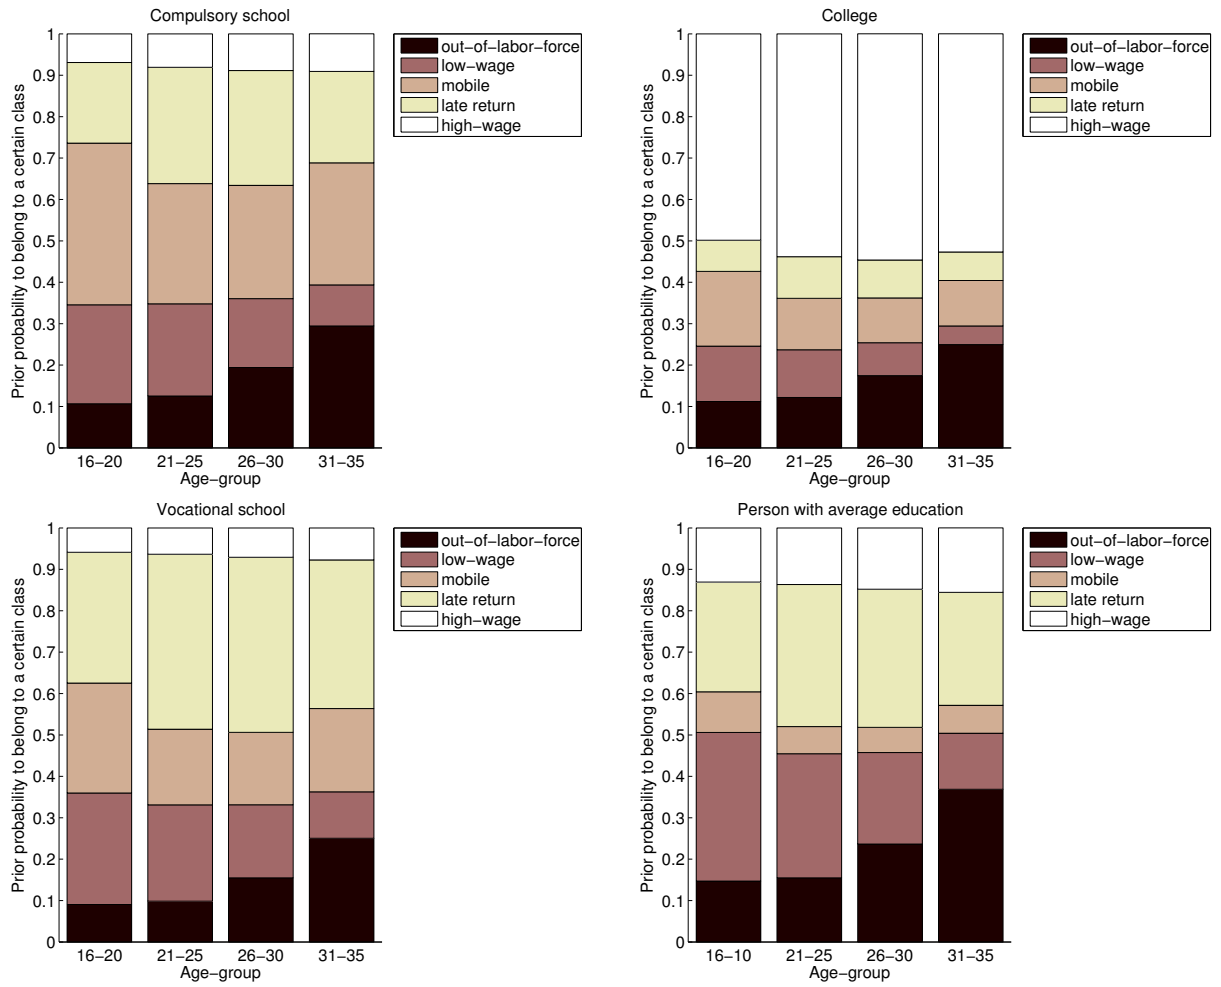 Compulsory school
Prior probability to belong to a certain class
1
0.9
0.8
0.7
0.6
0.5
0.4
0.3
0.2
0.1
0
16−20 21−25 26−30 31−35
Age−group
out−of−labor−force
low−wage
mobile
late return
high−wage
College
Prior probability to belong to a certain class
1
0.9
0.8
0.7
0.6
0.5
0.4
0.3
0.2
0.1
0
16−20 21−25 26−30 31−35
Age−group
out−of−labor−force
low−wage
mobile
late return
high−wage
Vocational school
Prior probability to belong to a certain class
1
0.9
0.8
0.7
0.6
0.5
0.4
0.3
0.2
0.1
0
16−20 21−25 26−30 31−35
Age−group
out−of−labor−force
low−wage
mobile
late return
high−wage
Person with average education
Prior probability to belong to a certain class
1
0.9
0.8
0.7
0.6
0.5
0.4
0.3
0.2
0.1
0
16−10 21−25 26−30 31−35
Age−group
out−of−labor−force
low−wage
mobile
late return
high−wage